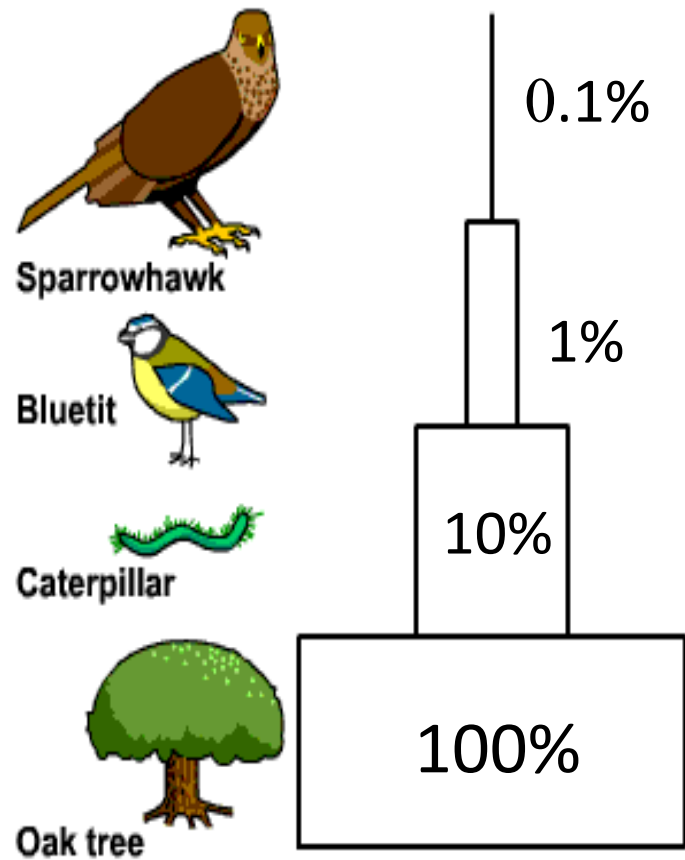 0.1%
Sparrowhawk
1%
Bluetit
10%
Caterpillar
100%
Oak tree